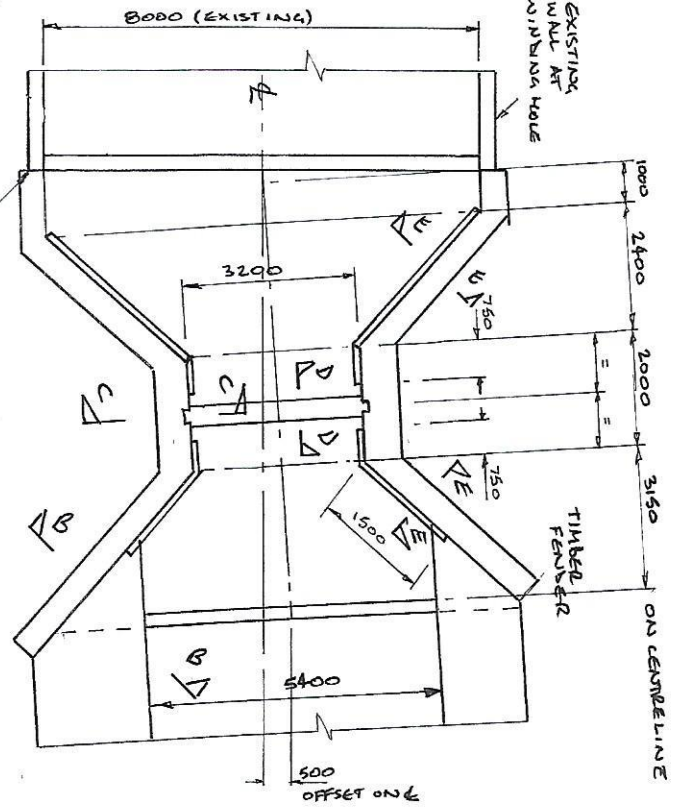 8000 (EXISTING)
EXISTING
WALL AT
WINDING HOLE
1000
2400
2000
3150
ON CENTRELINE
=
=
750
750
3200
E
E
D
D
C
C
E
E
1500
TIMBER
FENDER
B
B
5400
500
OFFSET ON ℄
℄